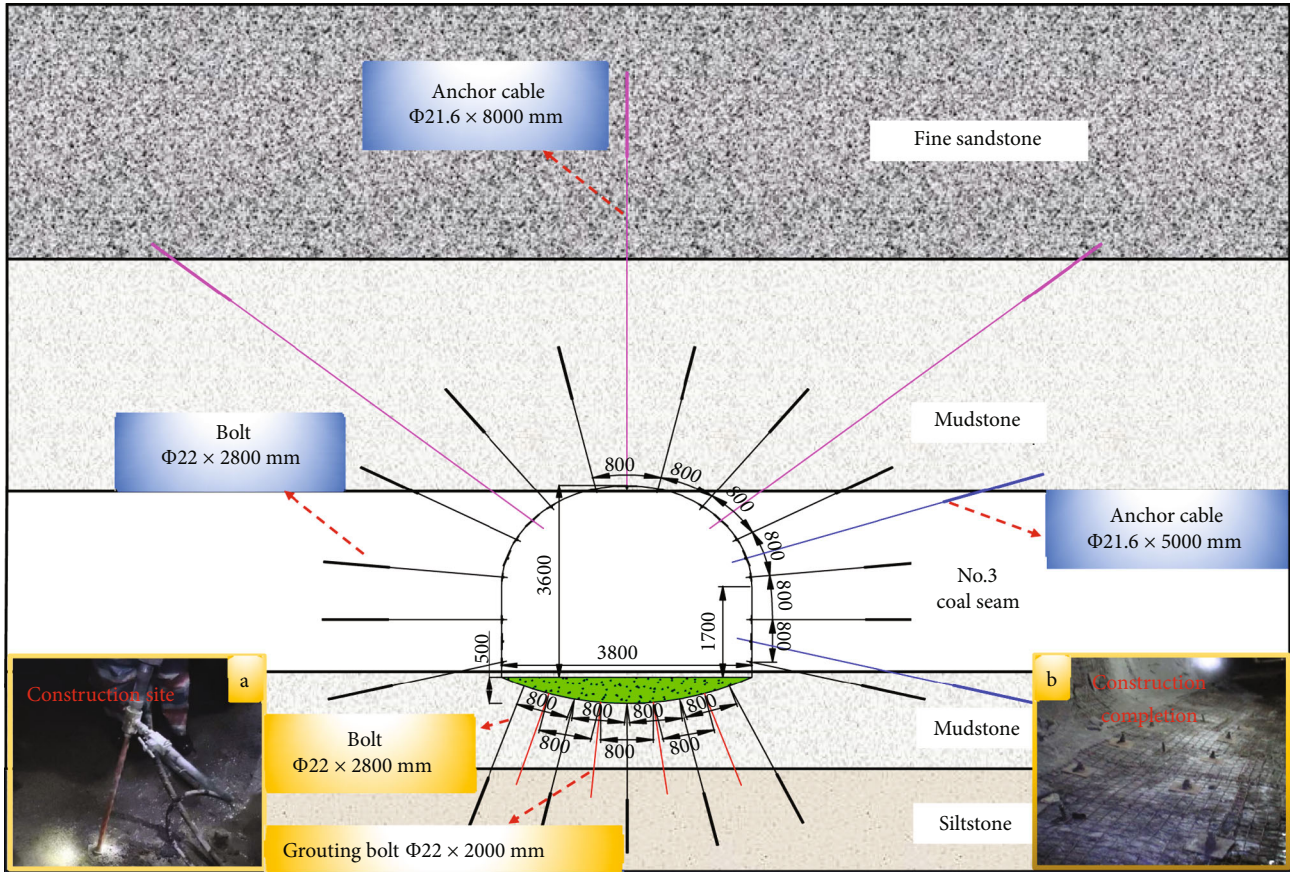 Anchor cable
Φ21.6 × 8000 mm
Fine sandstone
Bolt
Φ22 × 2800 mm
Mudstone
800
800
800
800
800
800
Anchor cable
Φ21.6 × 5000 mm
No.3
coal seam
3600
1700
500
3800
Construction site
a
b
Construction
completion
800
800
800
800
800
800
800
Bolt
Φ22 × 2800 mm
Mudstone
Grouting bolt Φ22 × 2000 mm
Siltstone